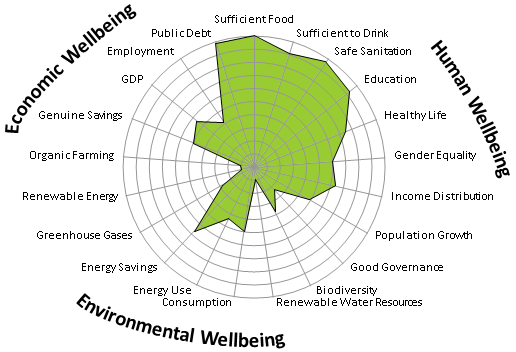 Sufficient Food
Sufficient to Drink
Safe Sanitation
Education
Healthy Life
Gender Equality
Income Distribution
Population Growth
Good Governance
Biodiversity
Renewable Water Resources
Consumption
Energy Use
Energy Savings
Greenhouse Gases
Renewable Energy
Organic Farming
Genuine Savings
GDP
Employment
Public Debt
Human Wellbeing
Environmental Wellbeing
Economic Wellbeing